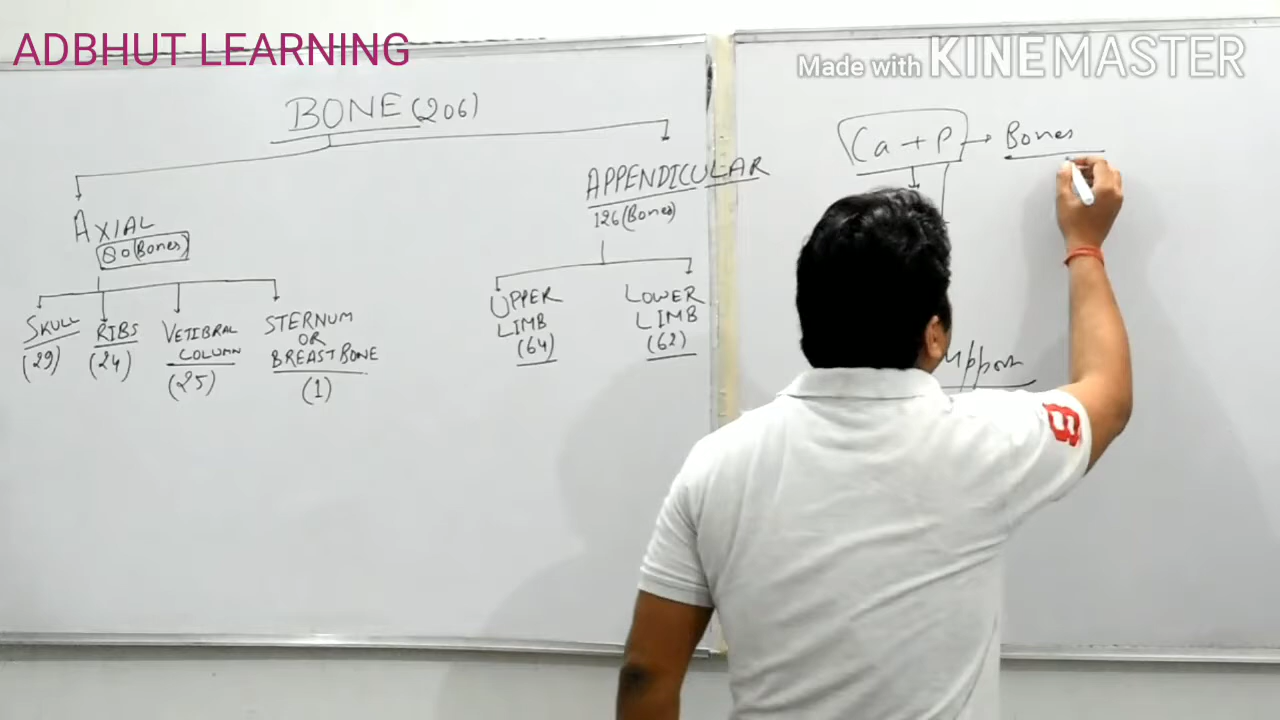 ADBHUT LEARNING
Made with KINEMASTER
BONE (206)
AXIAL
80 (Bones)
SKULL
(29)
RIBS
(24)
VETIBRAL
COLUMN
(25)
STERNUM
OR
BREAST BONE
(1)
APPENDICULAR
126 (Bones)
UPPER
LIMB
(64)
LOWER
LIMB
(62)
Ca + P → Bones